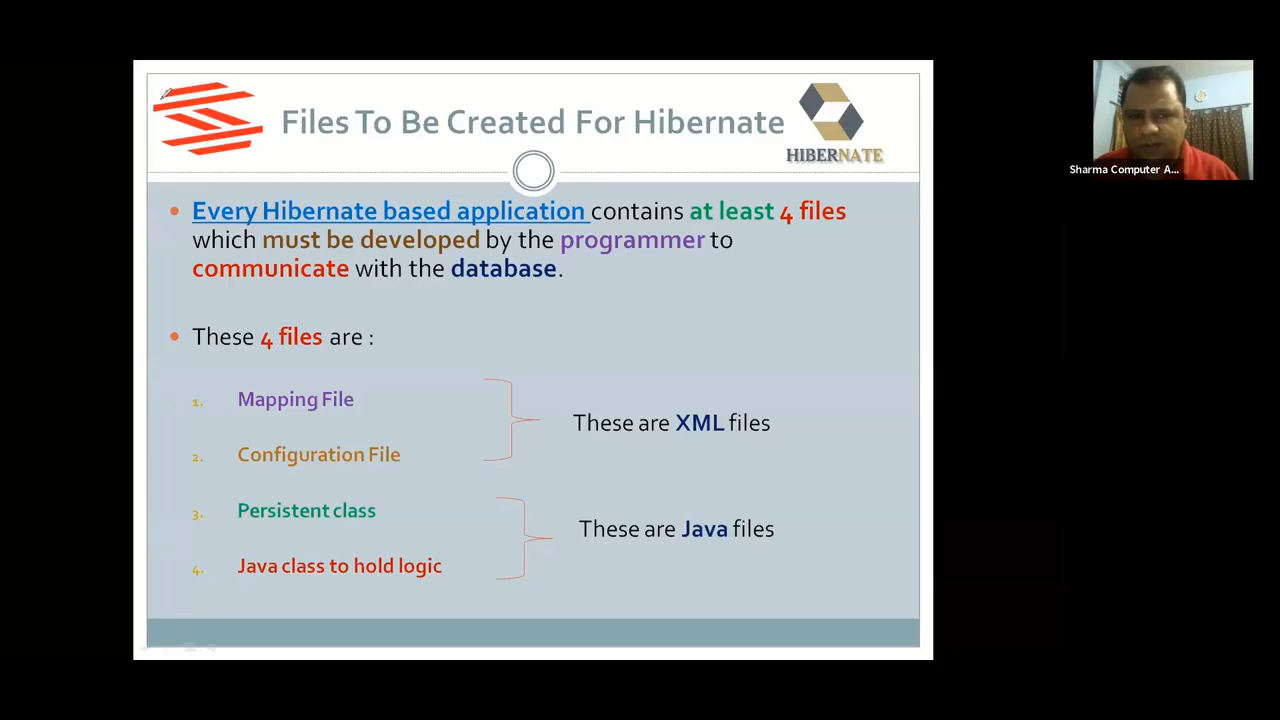 Files To Be Created For Hibernate
HIBERNATE
Sharma Computer A...
• Every Hibernate based application contains at least 4 files
which must be developed by the programmer to
communicate with the database.
• These 4 files are :
1. Mapping File
These are XML files
2. Configuration File
3. Persistent class
These are Java files
4. Java class to hold logic